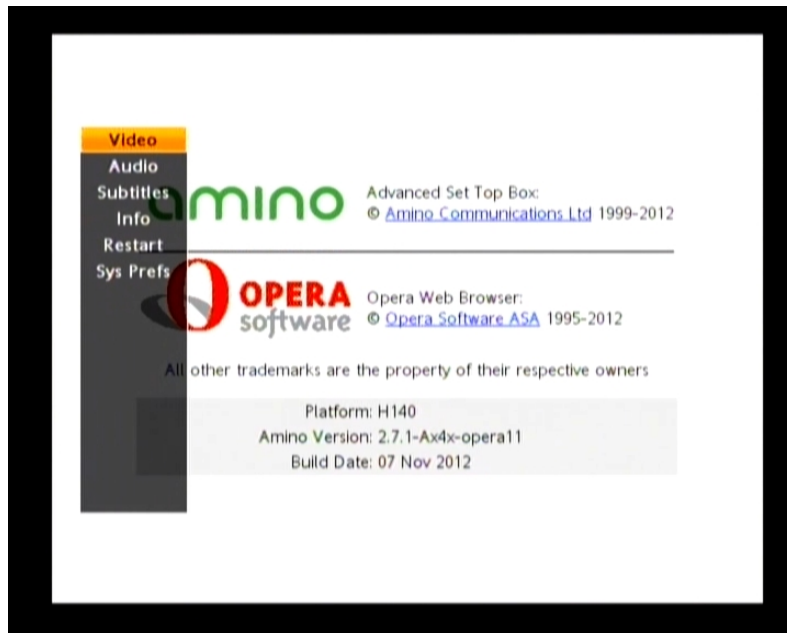 Video
Audio
Subtitles
Info
Restart
Sys Prefs
amino
Advanced Set Top Box:
© Amino Communications Ltd 1999-2012
OPERA
software
Opera Web Browser:
© Opera Software ASA 1995-2012
All other trademarks are the property of their respective owners
Platform: H140
Amino Version: 2.7.1-Ax4x-opera11
Build Date: 07 Nov 2012